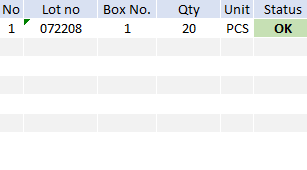 No Lot no Box No. Qty Unit Status
1 072208 1 20 PCS OK